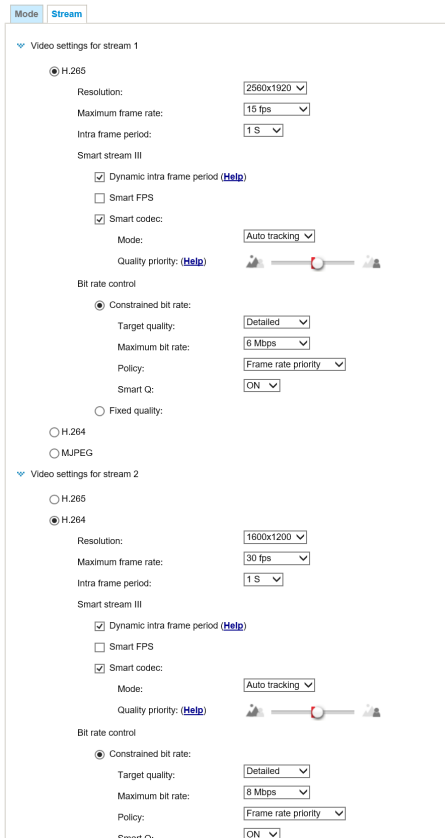 Mode Stream
Video settings for stream 1
H.265
Resolution: 2560x1920
Maximum frame rate: 15 fps
Intra frame period: 1 S
Smart stream III
Dynamic intra frame period (Help)
Smart FPS
Smart codec:
Mode: Auto tracking
Quality priority: (Help)
Bit rate control
Constrained bit rate:
Target quality: Detailed
Maximum bit rate: 6 Mbps
Policy: Frame rate priority
Smart Q: ON
Fixed quality:
H.264
MJPEG
Video settings for stream 2
H.265
H.264
Resolution: 1600x1200
Maximum frame rate: 30 fps
Intra frame period: 1 S
Smart stream III
Dynamic intra frame period (Help)
Smart FPS
Smart codec:
Mode: Auto tracking
Quality priority: (Help)
Bit rate control
Constrained bit rate:
Target quality: Detailed
Maximum bit rate: 8 Mbps
Policy: Frame rate priority
Smart Q: ON